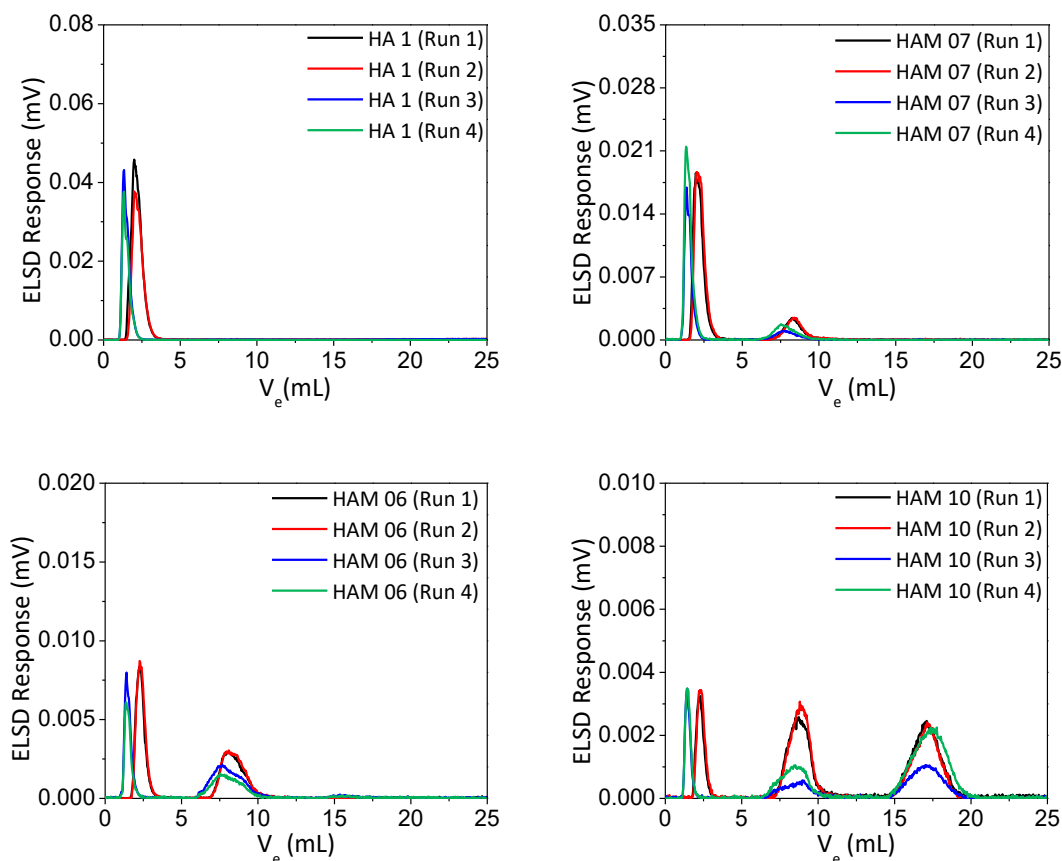 0.08
0.06
0.04
0.02
0.00
ELSD Response (mV)
HA 1 (Run 1)
HA 1 (Run 2)
HA 1 (Run 3)
HA 1 (Run 4)
0 5 10 15 20 25
Ve(mL)
0.035
0.028
0.021
0.014
0.007
0.000
ELSD Response (mV)
HAM 07 (Run 1)
HAM 07 (Run 2)
HAM 07 (Run 3)
HAM 07 (Run 4)
0 5 10 15 20 25
Ve (mL)
0.020
0.015
0.010
0.005
0.000
ELSD Response (mV)
HAM 06 (Run 1)
HAM 06 (Run 2)
HAM 06 (Run 3)
HAM 06 (Run 4)
0 5 10 15 20 25
Ve (mL)
0.010
0.008
0.006
0.004
0.002
0.000
ELSD Response (mV)
HAM 10 (Run 1)
HAM 10 (Run 2)
HAM 10 (Run 3)
HAM 10 (Run 4)
0 5 10 15 20 25
Ve (mL)